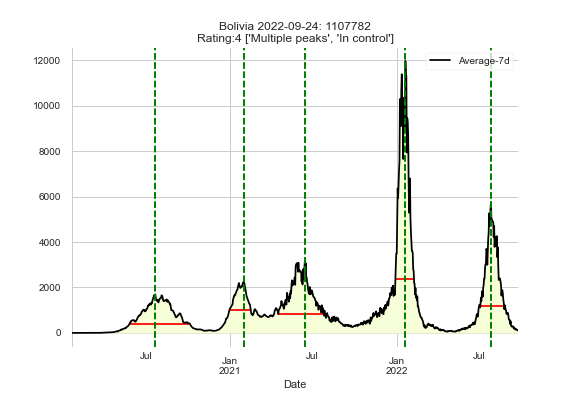 Bolivia 2022-09-24: 1107782
Rating:4 ['Multiple peaks', 'In control']
Average-7d
12000
10000
8000
6000
4000
2000
0
Jul
Jan
2021
Jul
Jan
2022
Jul
Date